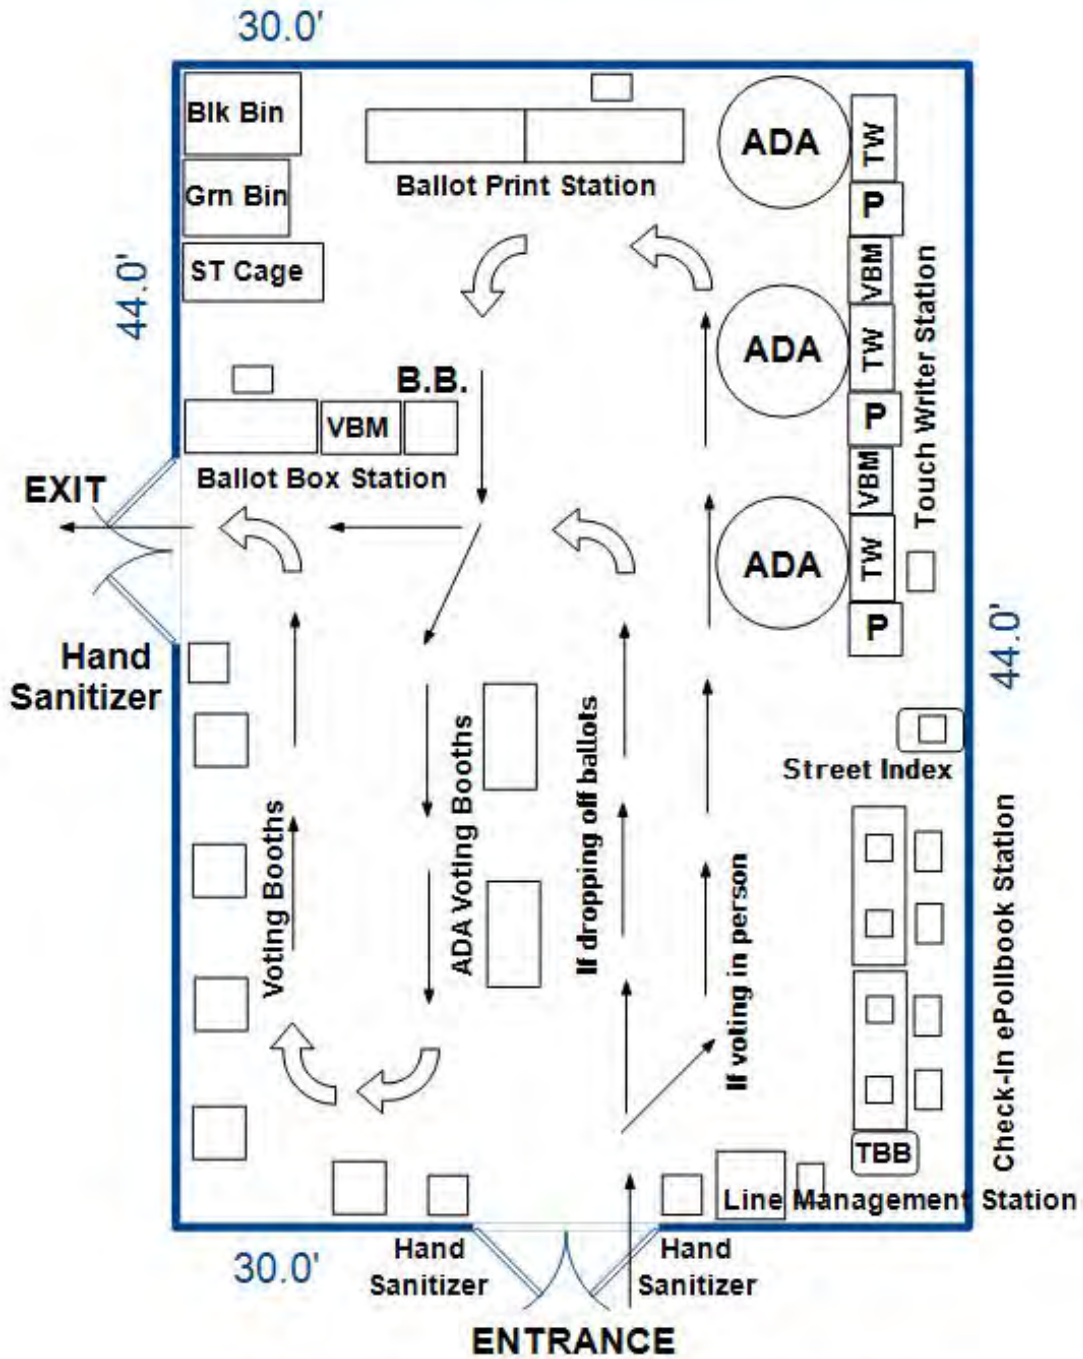 30.0'
Blk Bin
Grn Bin
ST Cage
44.0'
Ballot Print Station
ADA
TW
P
VBM
ADA
TW
P
VBM
ADA
TW
P
Touch Writer Station
B.B.
VBM
Ballot Box Station
EXIT
Hand
Sanitizer
44.0'
Street Index
Voting Booths
ADA Voting Booths
If dropping off ballots
If voting in person
Check-In ePollbook Station
TBB
Line Management Station
30.0'
Hand
Sanitizer
Hand
Sanitizer
ENTRANCE